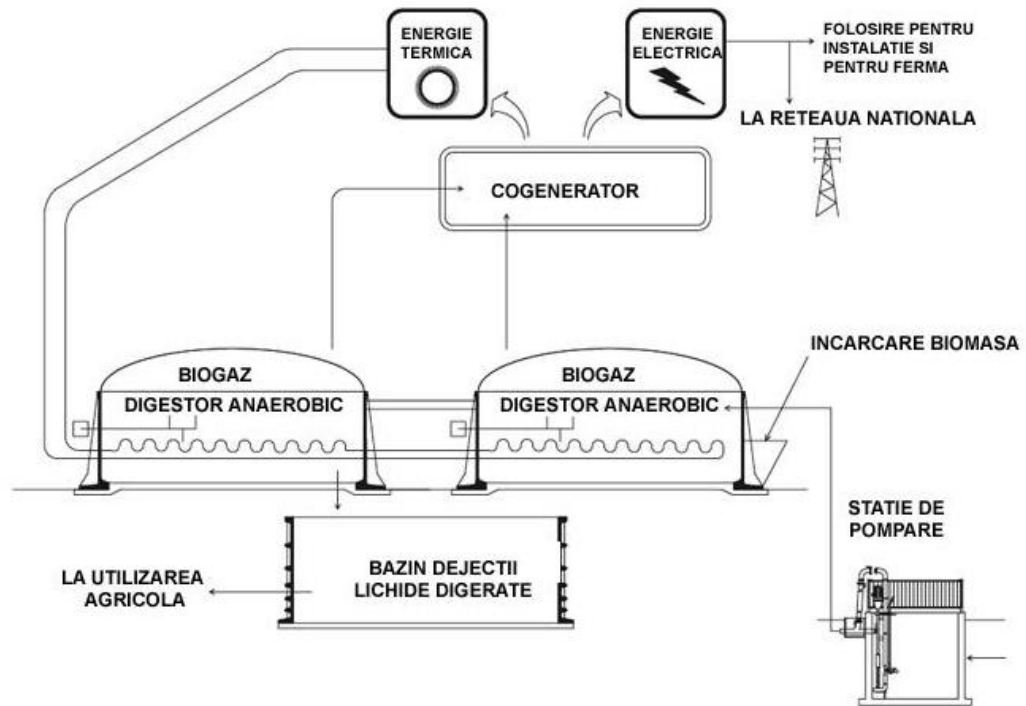 ENERGIE
TERMICA
ENERGIE
ELECTRICA
FOLOSIRE PENTRU
INSTALATIE SI
PENTRU FERMA
LA RETEAUA NATIONALA
COGENERATOR
INCARCARE BIOMASA
BIOGAZ
DIGESTOR ANAEROBIC
BIOGAZ
DIGESTOR ANAEROBIC
STATIE DE
POMPARE
BAZIN DEJECTII
LICHIDE DIGERATE
LA UTILIZAREA
AGRICOLA